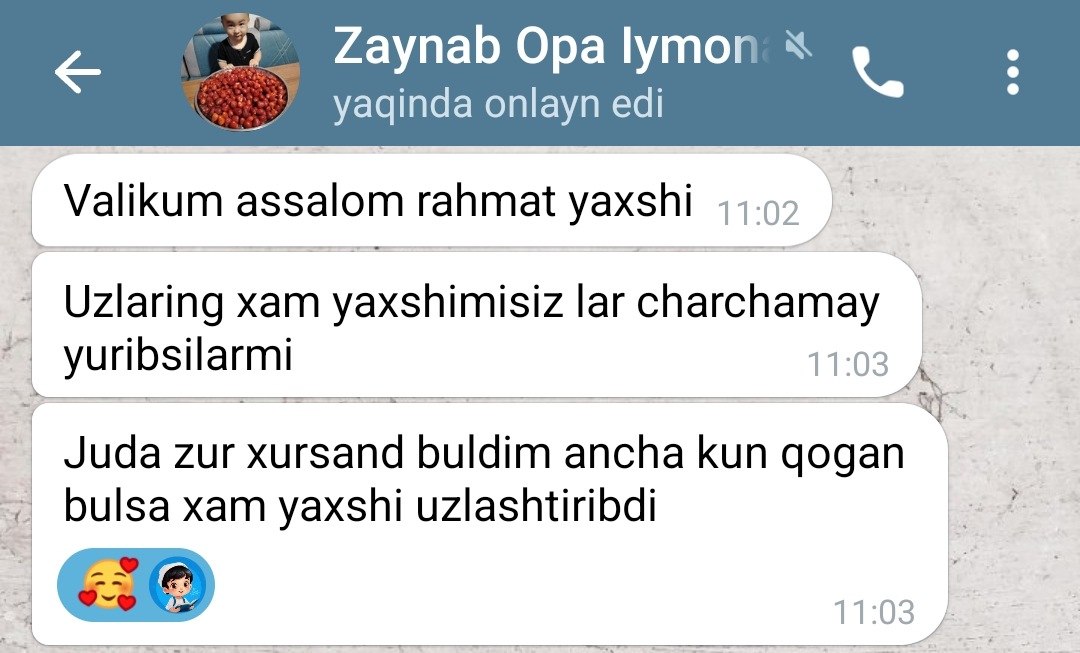 Zaynab Opa Iymon
yaqinda onlayn edi
Valikum assalom rahmat yaxshi 11:02
Uzlaring xam yaxshimisiz lar charchamay
yuribsilarmi 11:03
Juda zur xursand buldim ancha kun qogan
bulsa xam yaxshi uzlashtiribdi
11:03